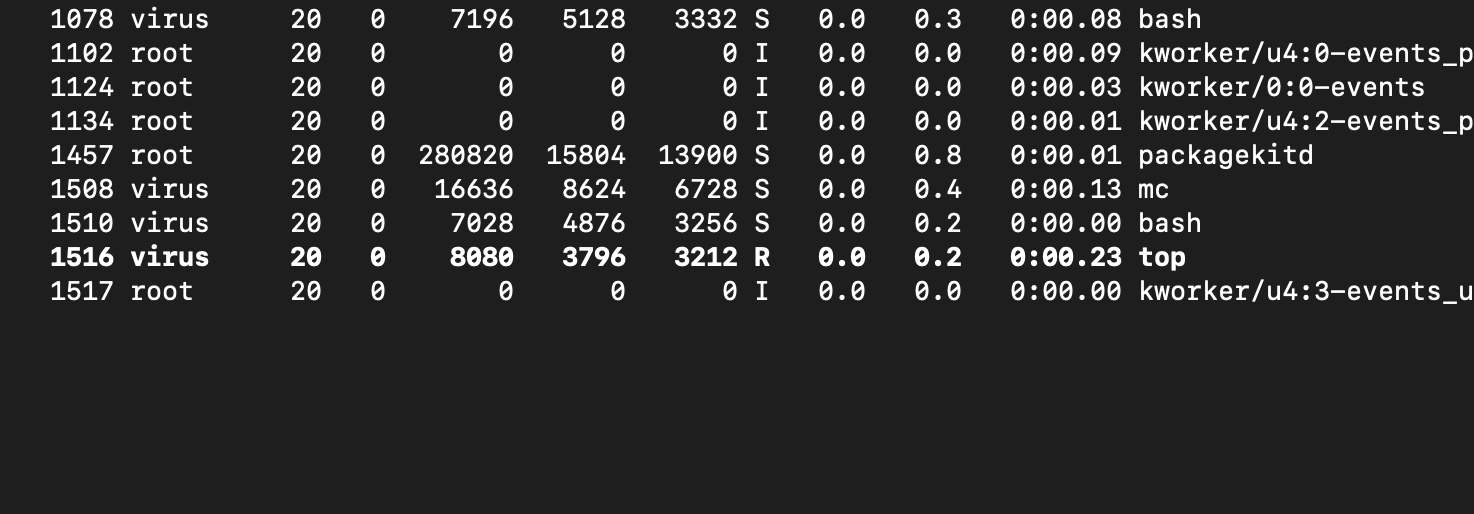 1078 virus 20 0 7196 5128 3332 S 0.0 0.3 0:00.08 bash
1102 root 20 0 0 0 0 I 0.0 0.0 0:00.09 kworker/u4:0-events_p
1124 root 20 0 0 0 0 I 0.0 0.0 0:00.03 kworker/0:0-events
1134 root 20 0 0 0 0 I 0.0 0.0 0:00.01 kworker/u4:2-events_p
1457 root 20 0 280820 15804 13900 S 0.0 0.8 0:00.01 packagekitd
1508 virus 20 0 16636 8624 6728 S 0.0 0.4 0:00.13 mc
1510 virus 20 0 7028 4876 3256 S 0.0 0.2 0:00.00 bash
1516 virus 20 0 8080 3796 3212 R 0.0 0.2 0:00.23 top
1517 root 20 0 0 0 0 I 0.0 0.0 0:00.00 kworker/u4:3-events_u